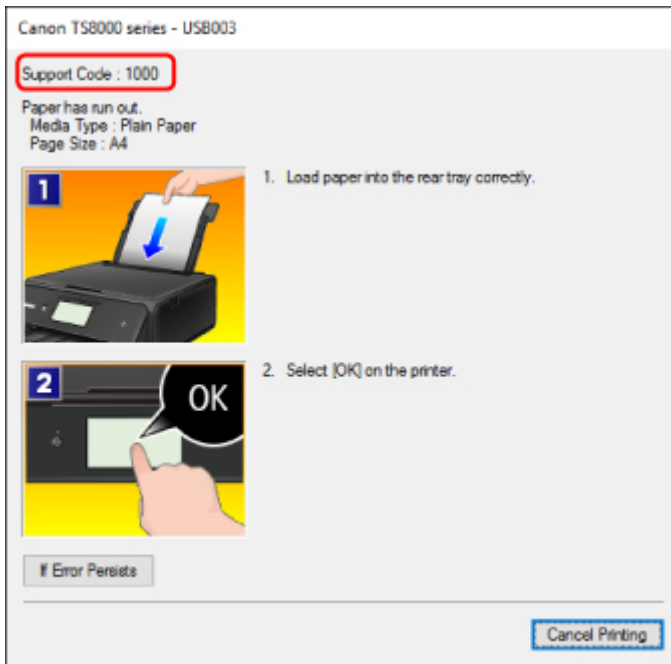 Canon TS8000 series - USB003
Support Code : 1000
Paper has run out.
Media Type : Plain Paper
Page Size : A4
1
1. Load paper into the rear tray correctly.
2
OK
2. Select [OK] on the printer.
If Error Persists
Cancel Printing